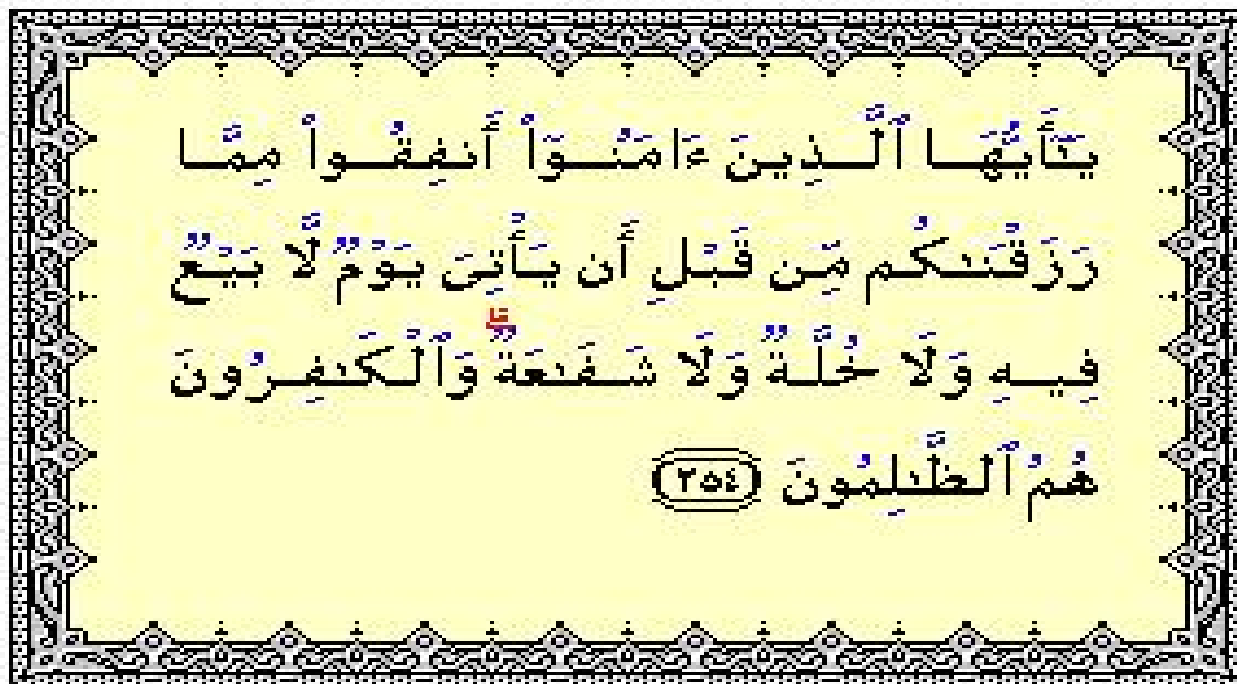 يَـٰٓأَيُّهَا ٱلَّذِينَ ءَامَنُوٓا۟ أَنفِقُوا۟ مِمَّا
رَزَقْنَـٰكُم مِّن قَبْلِ أَن يَأْتِىَ يَوْمٌ لَّا بَيْعٌ
فِيهِ وَلَا خُلَّةٌ وَلَا شَفَـٰعَةٌ ۗ وَٱلْكَـٰفِرُونَ
هُمُ ٱلظَّـٰلِمُونَ ٢٥٤